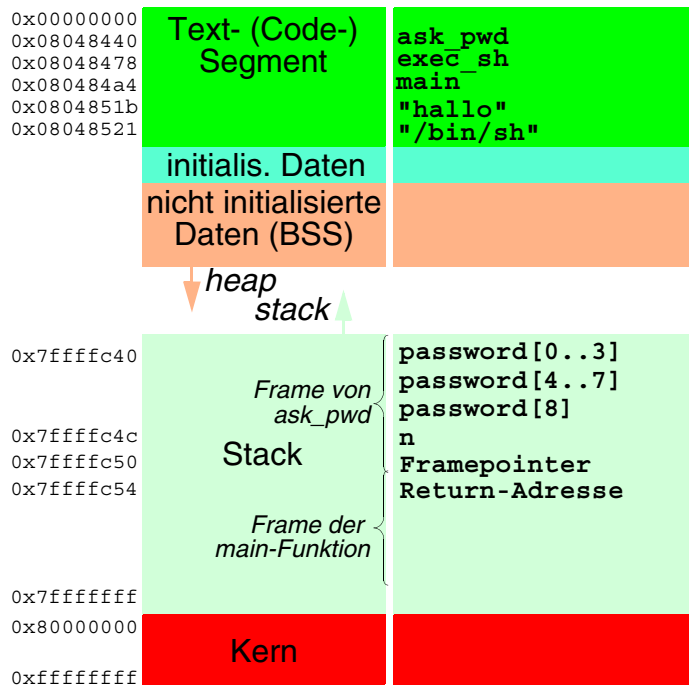 0x00000000
0x08048440
0x08048478
0x080484a4
0x0804851b
0x08048521
Text- (Code-)
Segment
ask_pwd
exec_sh
main
"hallo"
"/bin/sh"
initialis. Daten
nicht initialisierte
Daten (BSS)
heap
stack
0x7ffffc40
0x7ffffc4c
0x7ffffc50
0x7ffffc54
0x7fffffff
Frame von
ask_pwd
Stack
Frame der
main-Funktion
password[0..3]
password[4..7]
password[8]
n
Framepointer
Return-Adresse
0x80000000
0xffffffff
Kern